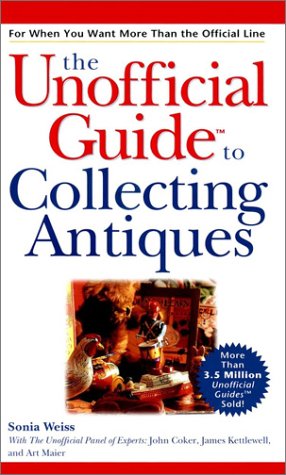 For When You Want More Than the Official Line
the
Unofficial
Guide™ to
Collecting
Antiques
More
Than
3.5 Million
Unofficial
Guides™
Sold!
Sonia Weiss
With The Unofficial Panel of Experts: John Coker, James Kettlewell,
and Art Maier